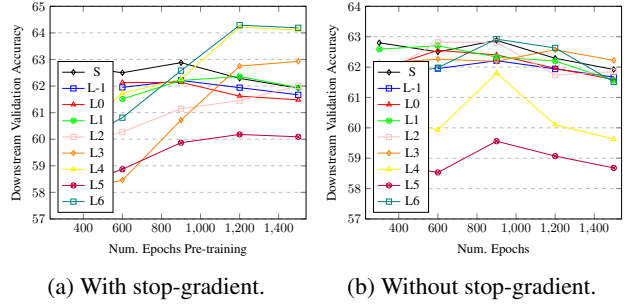 65
64
63
62
61
60
59
58
57
400 600 800 1,000 1,200 1,400
Downstream Validation Accuracy
Num. Epochs Pre-training
S
L-1
L0
L1
L2
L3
L4
L5
L6
(a) With stop-gradient.
64
63
62
61
60
59
58
57
400 600 800 1,000 1,200 1,400
Downstream Validation Accuracy
Num. Epochs
S
L-1
L0
L1
L2
L3
L4
L5
L6
(b) Without stop-gradient.